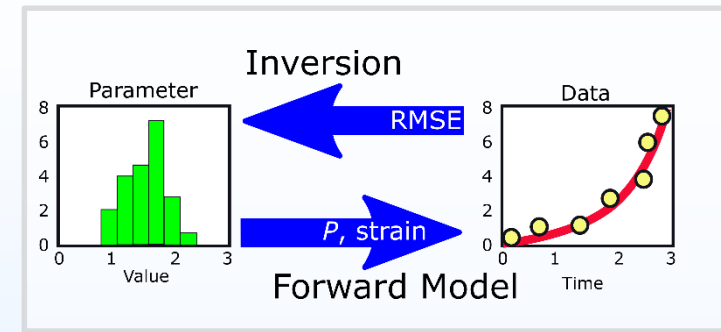 Inversion
Parameter
8
6
4
2
0
0 1 2 3
Value
RMSE
P, strain
Forward Model
Data
8
6
4
2
0
0 1 2 3
Time